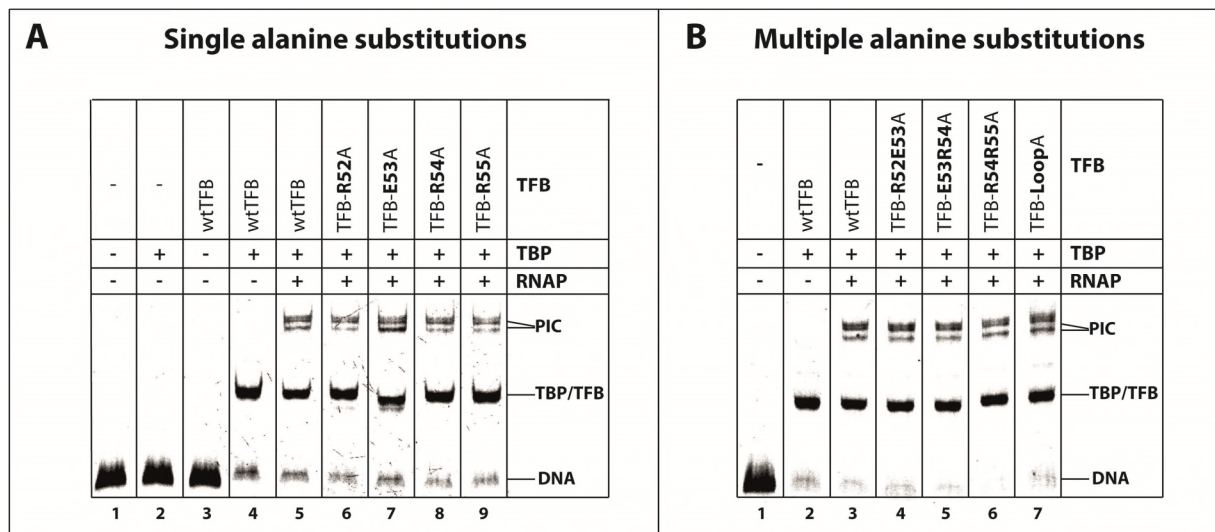 A Single alanine substitutions
- - wtTFB wtTFB wtTFB TFB-R52A TFB-E53A TFB-R54A TFB-R55A TFB
- + - + + + + + + TBP
- - - - + + + + + RNAP
PIC
TBP/TFB
DNA
1 2 3 4 5 6 7 8 9
B Multiple alanine substitutions
- wtTFB wtTFB TFB-R52E53A TFB-E53R54A TFB-R54R55A TFB-LoopA TFB
- + + + + + + TBP
- - + + + + + RNAP
PIC
TBP/TFB
DNA
1 2 3 4 5 6 7